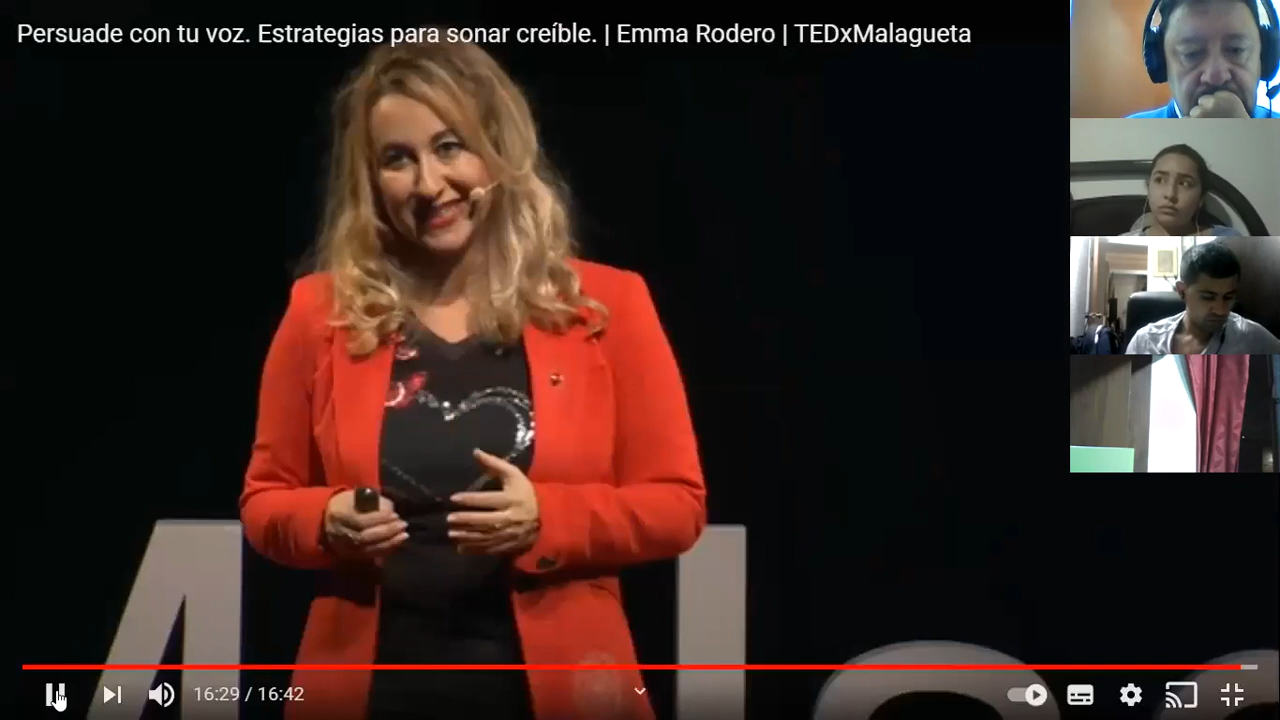 Persuade con tu voz. Estrategias para sonar creíble. | Emma Rodero | TEDxMalagueta
16:29 / 16:42